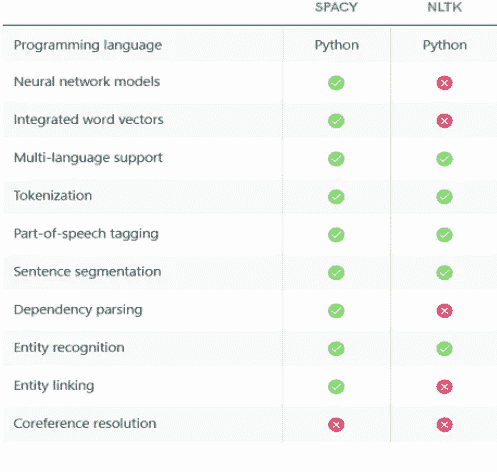 SPACY NLTK
Programming language Python Python
Neural network models
Integrated word vectors
Multi-language support
Tokenization
Part-of-speech tagging
Sentence segmentation
Dependency parsing
Entity recognition
Entity linking
Coreference resolution